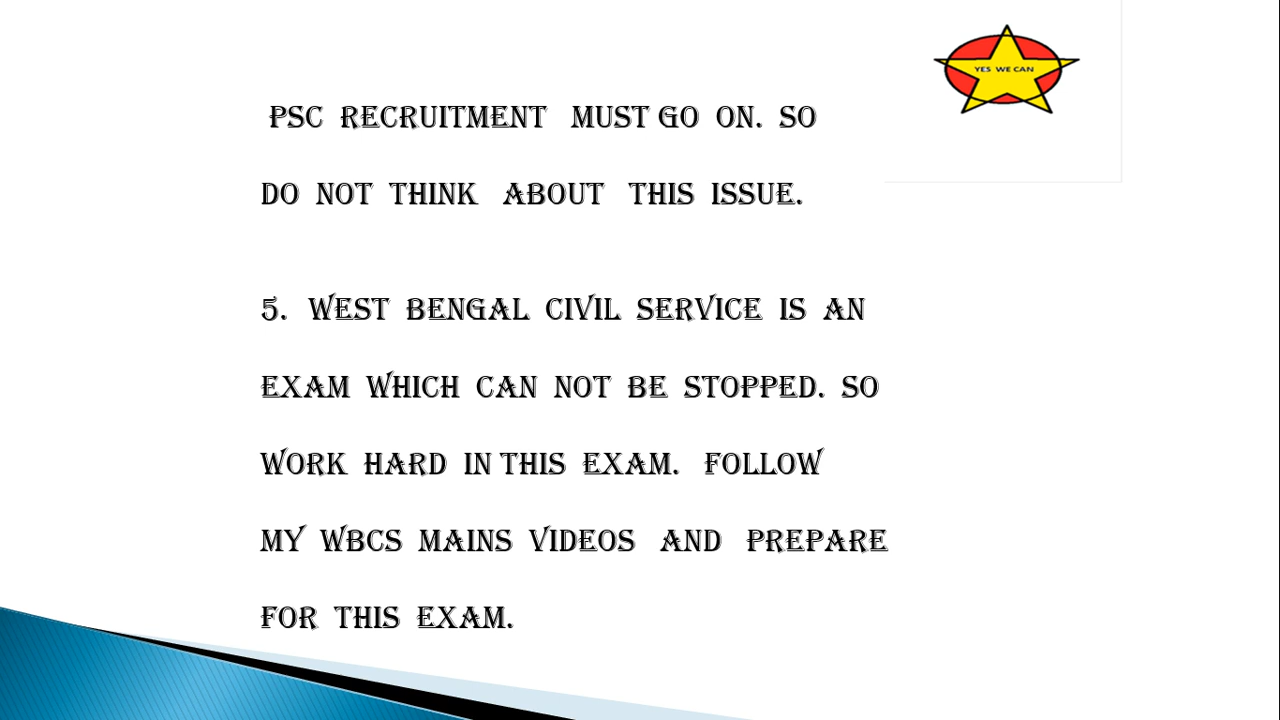 YES WE CAN
PSC RECRUITMENT MUST GO ON. SO
DO NOT THINK ABOUT THIS ISSUE.
5. WEST BENGAL CIVIL SERVICE IS AN
EXAM WHICH CAN NOT BE STOPPED. SO
WORK HARD IN THIS EXAM. FOLLOW
MY WBCS MAINS VIDEOS AND PREPARE
FOR THIS EXAM.